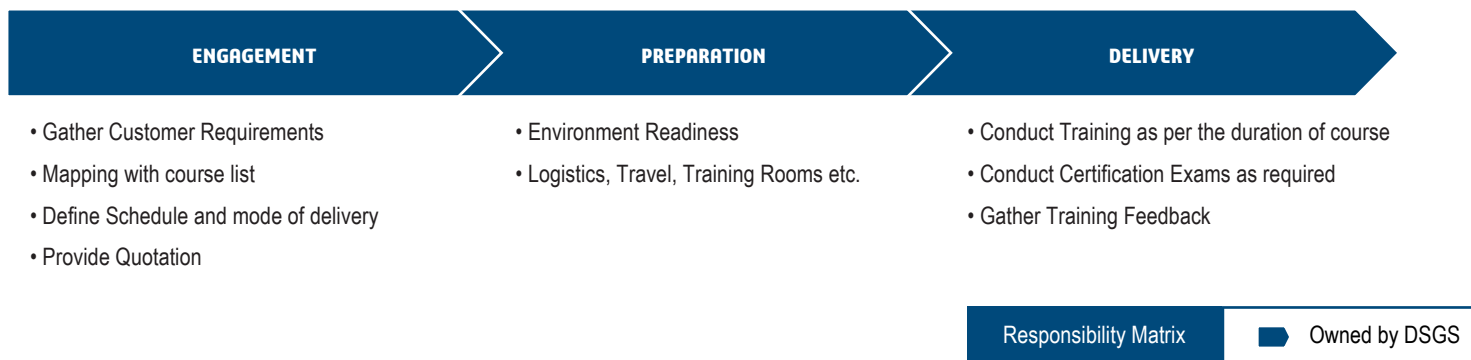 ENGAGEMENT
PREPARATION
DELIVERY
• Gather Customer Requirements
• Mapping with course list
• Define Schedule and mode of delivery
• Provide Quotation
• Environment Readiness
• Logistics, Travel, Training Rooms etc.
• Conduct Training as per the duration of course
• Conduct Certification Exams as required
• Gather Training Feedback
Responsibility Matrix
Owned by DSGS